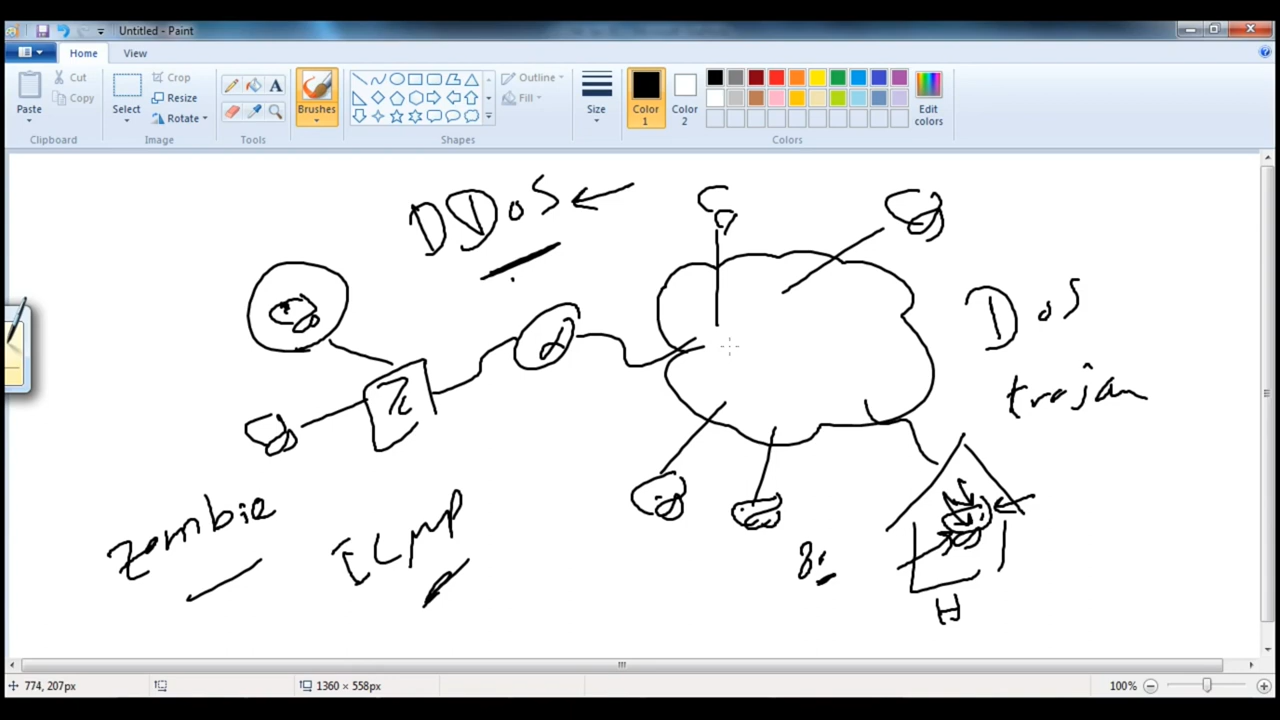 Untitled - Paint
Home View
Paste
Cut
Copy
Clipboard
Select
Crop
Resize
Rotate
Image
A
Tools
Brushes
Outline
Fill
Shapes
Size
Color 1
Color 2
Edit colors
Colors
DDoS
DoS
trojan
Zombie
ICMP
H
774, 207px
1360 × 558px
100%